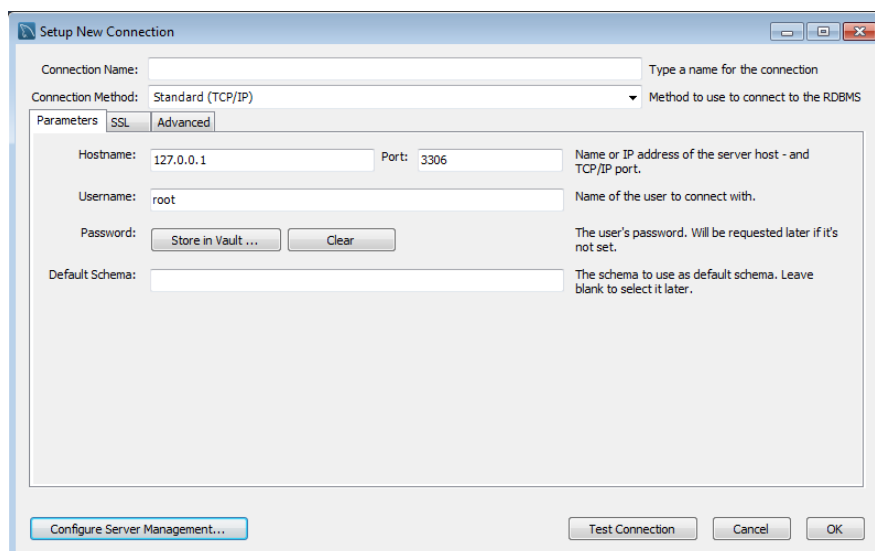 Setup New Connection
Connection Name:
Type a name for the connection
Connection Method: Standard (TCP/IP)
Method to use to connect to the RDBMS
Parameters SSL Advanced
Hostname: 127.0.0.1 Port: 3306
Name or IP address of the server host - and
TCP/IP port.
Username: root
Name of the user to connect with.
Password: Store in Vault ... Clear
The user's password. Will be requested later if it's
not set.
Default Schema:
The schema to use as default schema. Leave
blank to select it later.
Configure Server Management... Test Connection Cancel OK